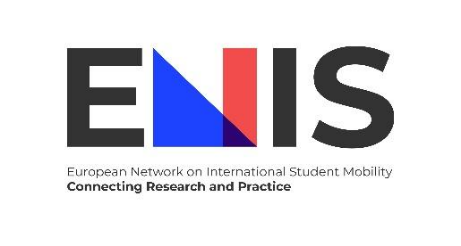 ENIS
European Network on International Student Mobility
Connecting Research and Practice